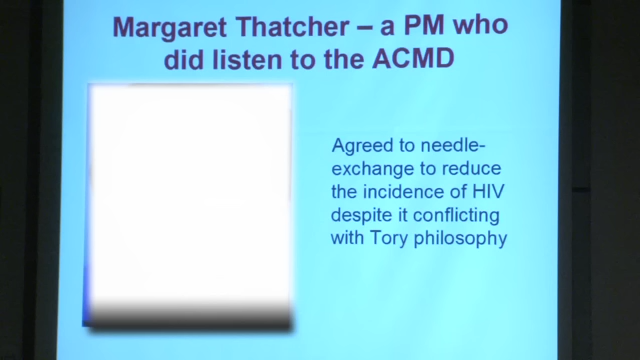 Margaret Thatcher – a PM who
did listen to the ACMD
Agreed to needle-
exchange to reduce
the incidence of HIV
despite it conflicting
with Tory philosophy